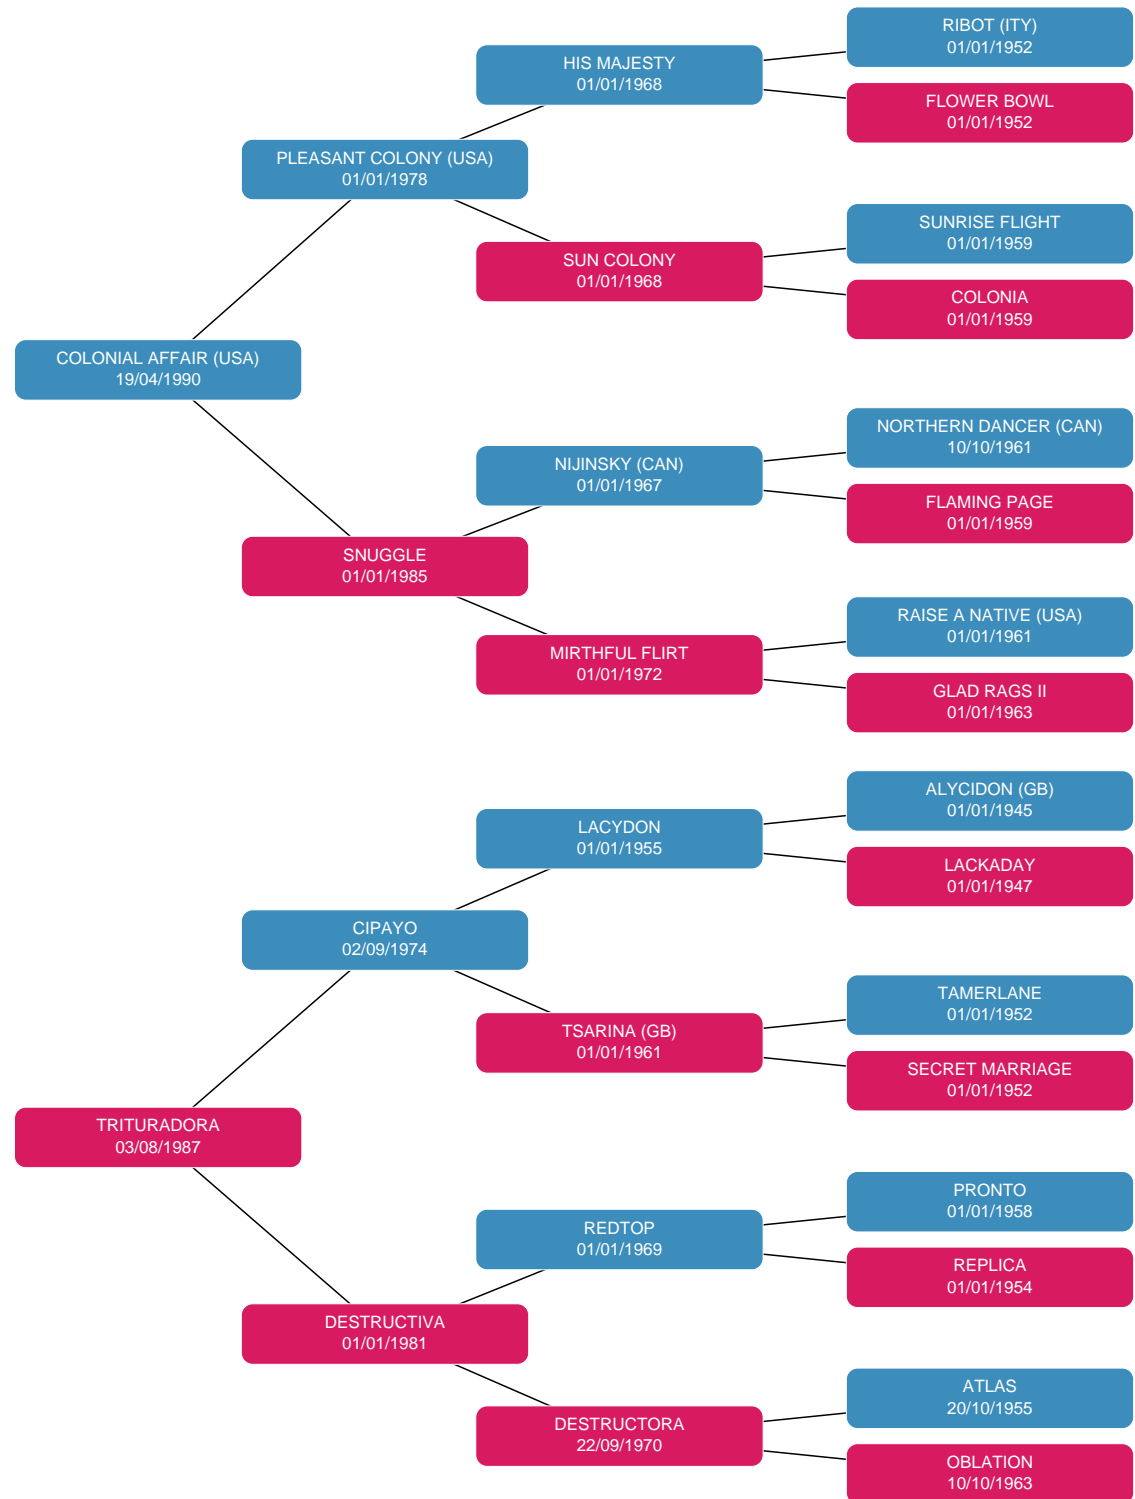 RIBOT (ITY)
01/01/1952
HIS MAJESTY
01/01/1968
FLOWER BOWL
01/01/1952
PLEASANT COLONY (USA)
01/01/1978
SUNRISE FLIGHT
01/01/1959
SUN COLONY
01/01/1968
COLONIA
01/01/1959
COLONIAL AFFAIR (USA)
19/04/1990
NORTHERN DANCER (CAN)
10/10/1961
NIJINSKY (CAN)
01/01/1967
FLAMING PAGE
01/01/1959
SNUGGLE
01/01/1985
RAISE A NATIVE (USA)
01/01/1961
MIRTHFUL FLIRT
01/01/1972
GLAD RAGS II
01/01/1963
ALYCIDON (GB)
01/01/1945
LACYDON
01/01/1955
LACKADAY
01/01/1947
CIPAYO
02/09/1974
TAMERLANE
01/01/1952
TSARINA (GB)
01/01/1961
SECRET MARRIAGE
01/01/1952
TRITURADORA
03/08/1987
PRONTO
01/01/1958
REDTOP
01/01/1969
REPLICA
01/01/1954
DESTRUCTIVA
01/01/1981
ATLAS
20/10/1955
DESTRUCTORA
22/09/1970
OBLATION
10/10/1963